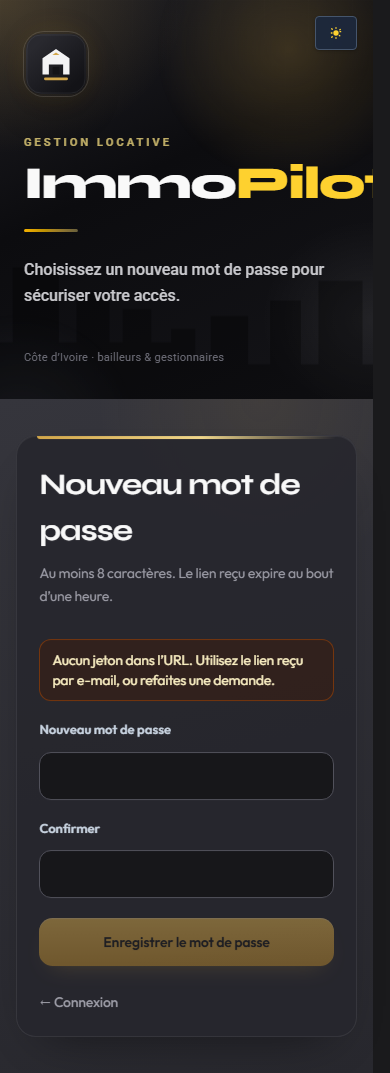 GESTION LOCATIVE
ImmoPilot
Choisissez un nouveau mot de passe pour
sécuriser votre accès.
Côte d'Ivoire · bailleurs & gestionnaires
Nouveau mot de
passe
Au moins 8 caractères. Le lien reçu expire au bout
d'une heure.
Aucun jeton dans l'URL. Utilisez le lien reçu
par e-mail, ou refaites une demande.
Nouveau mot de passe
Confirmer
Enregistrer le mot de passe
← Connexion